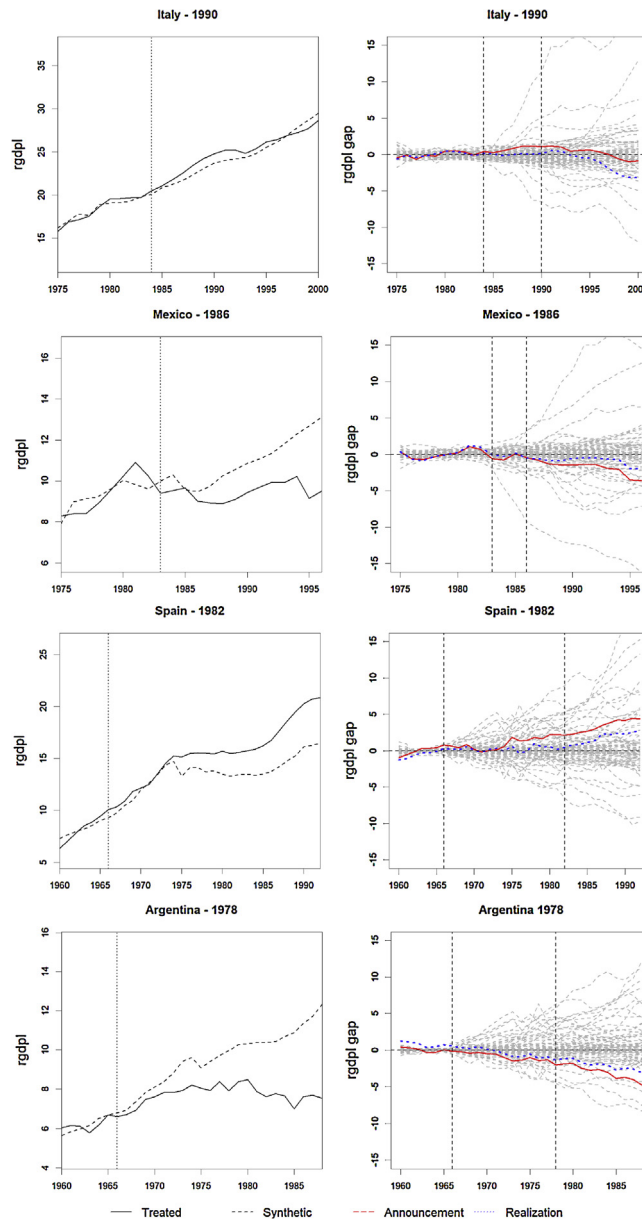 Italy - 1990
rgdpl
15 20 25 30 35
1975 1980 1985 1990 1995 2000
Italy - 1990
rgdpl gap
-15 -10 -5 0 5 10 15
1975 1980 1985 1990 1995 2000
Mexico - 1986
rgdpl
6 8 10 12 14 16
1975 1980 1985 1990 1995
Mexico - 1986
rgdpl gap
-15 -10 -5 0 5 10 15
1975 1980 1985 1990 1995
Spain - 1982
rgdpl
5 10 15 20 25
1960 1965 1970 1975 1980 1985 1990
Spain - 1982
rgdpl gap
-15 -10 -5 0 5 10 15
1960 1965 1970 1975 1980 1985 1990
Argentina - 1978
rgdpl
4 6 8 10 12 14 16
1960 1965 1970 1975 1980 1985
Argentina 1978
rgdpl gap
-15 -10 -5 0 5 10 15
1960 1965 1970 1975 1980 1985
Treated Synthetic Announcement Realization